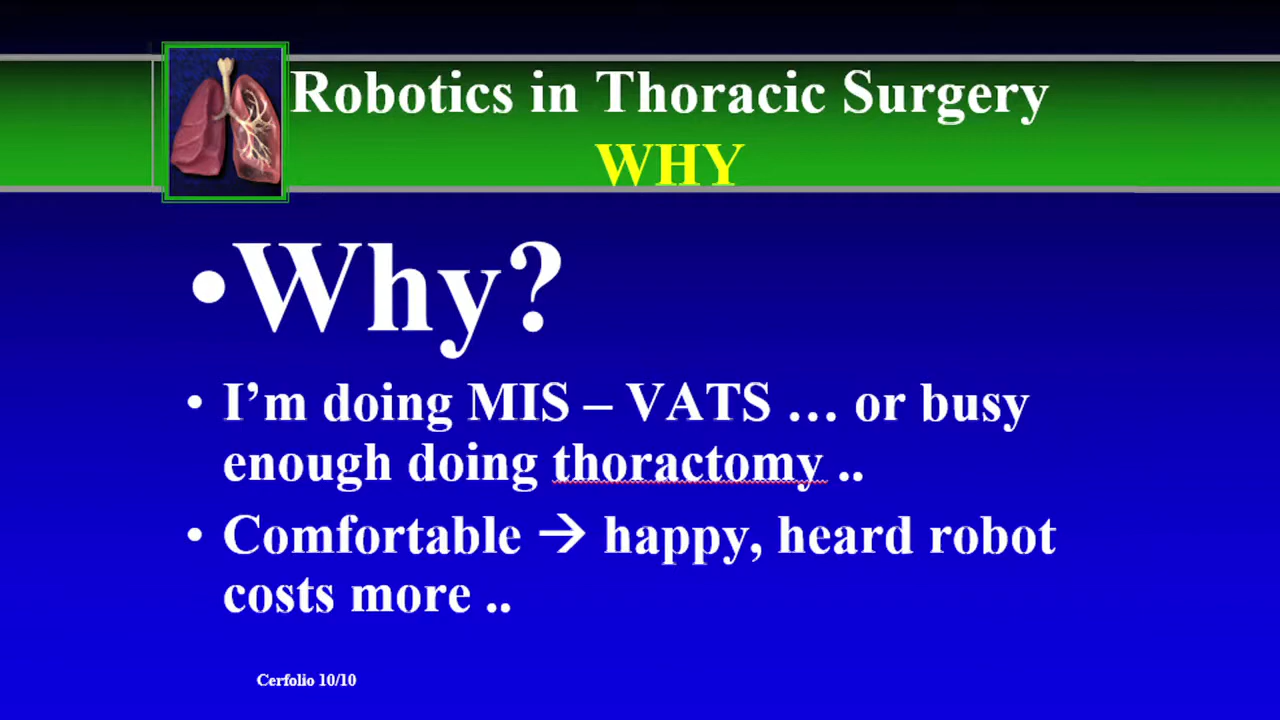 Robotics in Thoracic Surgery
WHY
•Why?
• I’m doing MIS – VATS … or busy
enough doing thoractomy ..
• Comfortable → happy, heard robot
costs more ..
Cerfolio 10/10